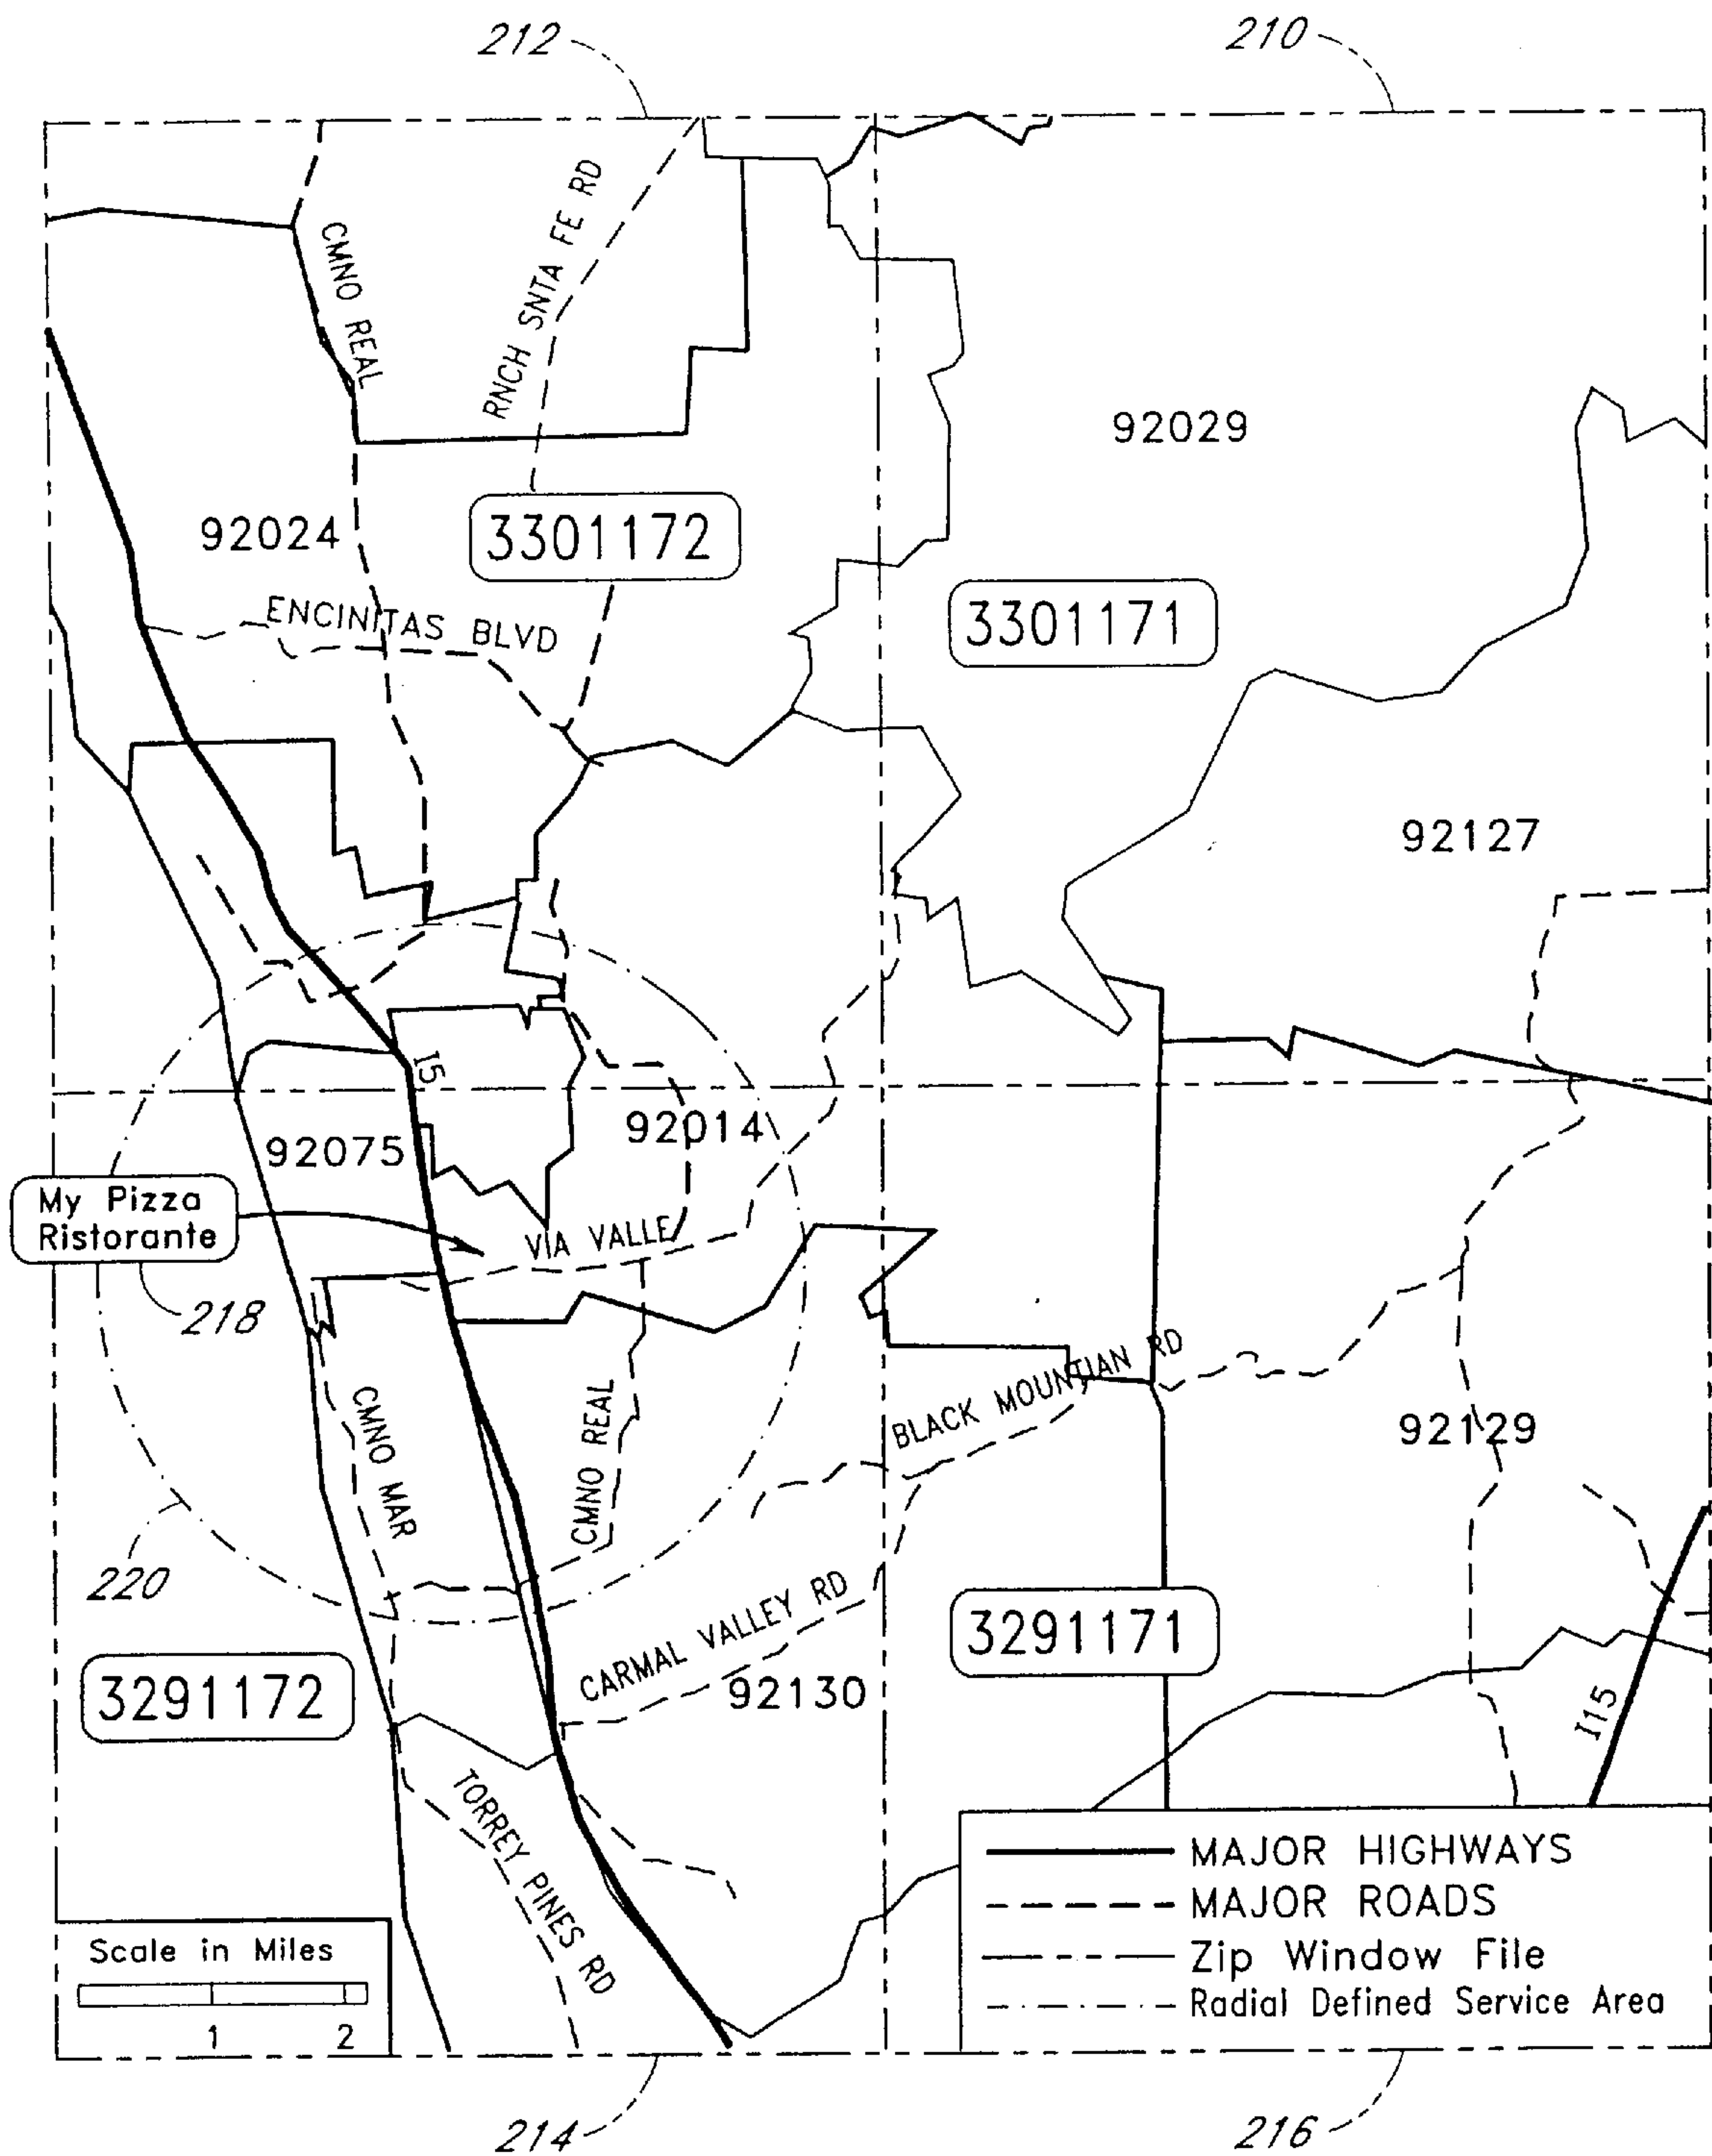 212
210
CMNO REAL
RNCH SNTA FE RD
92029
92024
3301172
ENCINITAS BLVD
3301171
92127
I5
92014
92075
My Pizza
Ristorante
VIA VALLE
218
BLACK MOUNTIAN RD
CMNO MAR
CMNO REAL
92129
220
CARMAL VALLEY RD
3291171
3291172
92130
I15
TORREY PINES RD
MAJOR HIGHWAYS
MAJOR ROADS
Zip Window File
Radial Defined Service Area
Scale in Miles
1 2
214
216